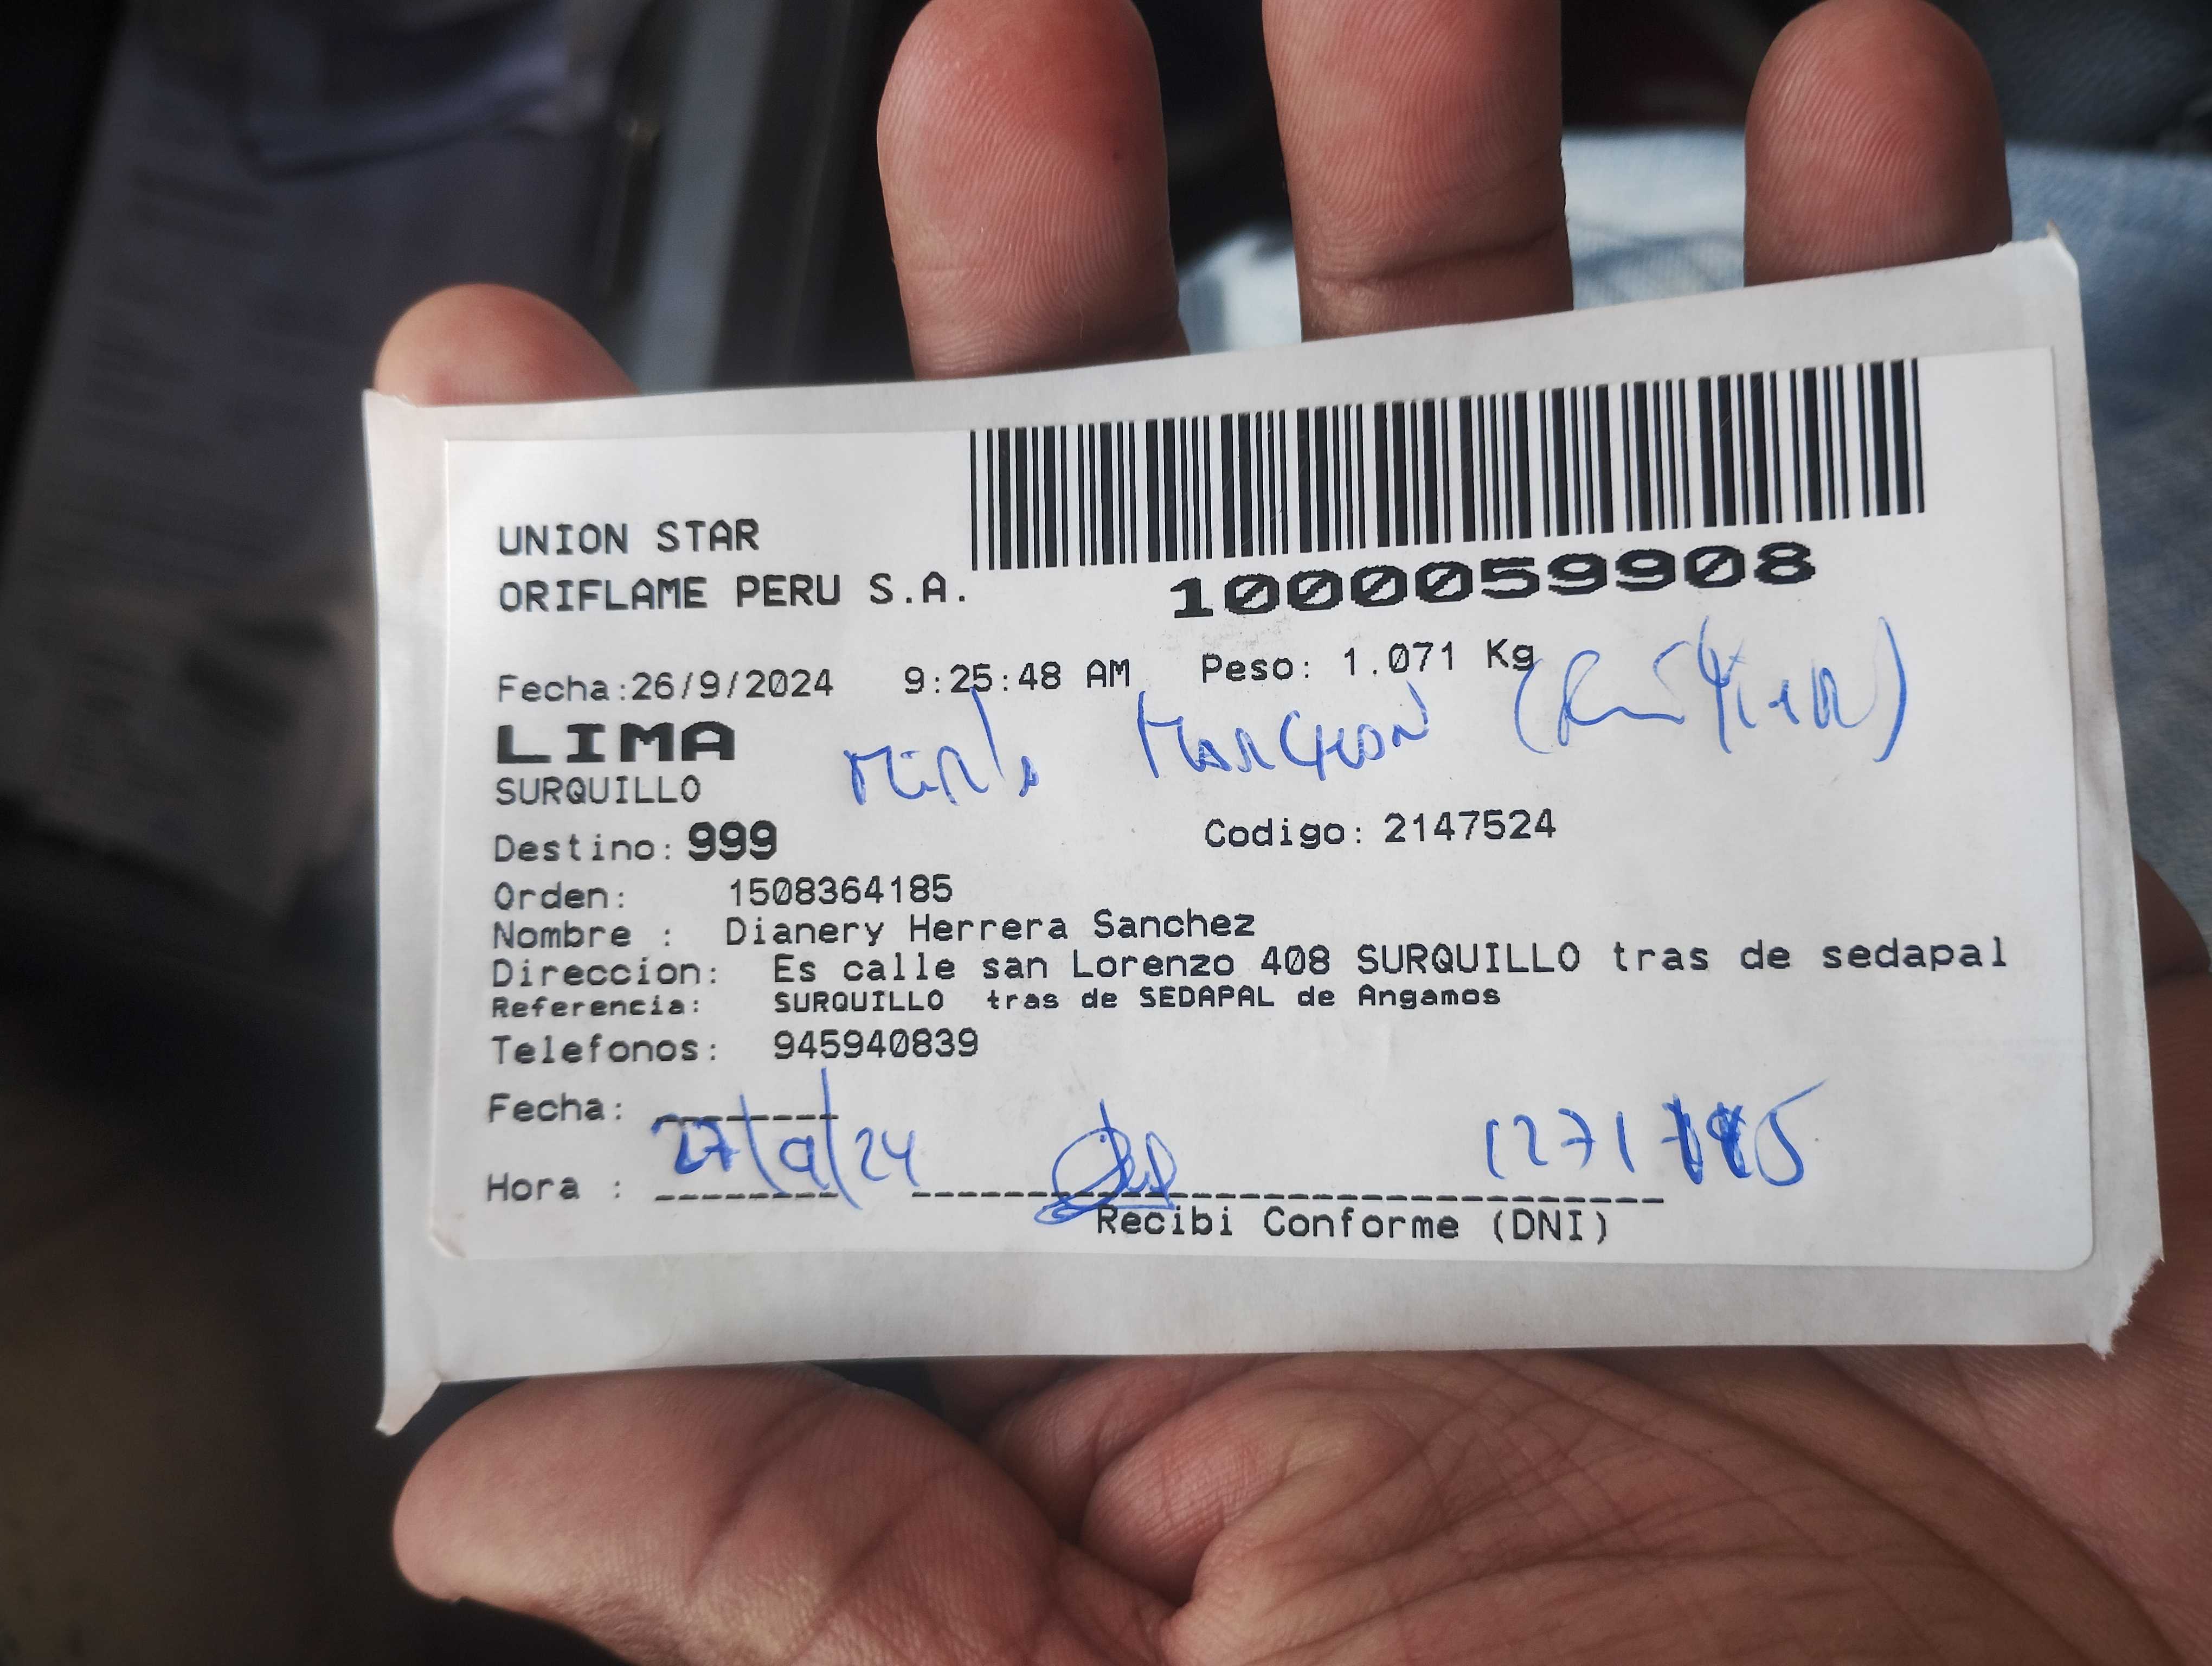 UNION STAR
ORIFLAME PERU S.A.
1000059908
Fecha:26/9/2024 9:25:48 AM Peso: 1.071 Kg
LIMA
SURQUILLO
Destino: 999 Codigo: 2147524
Orden: 1508364185
Nombre : Dianery Herrera Sanchez
Direccion: Es calle san Lorenzo 408 SURQUILLO tras de sedapal
Referencia: SURQUILLO tras de SEDAPAL de Angamos
Telefonos: 945940839
Fecha: 27/9/24
Hora :
Recibi Conforme (DNI)